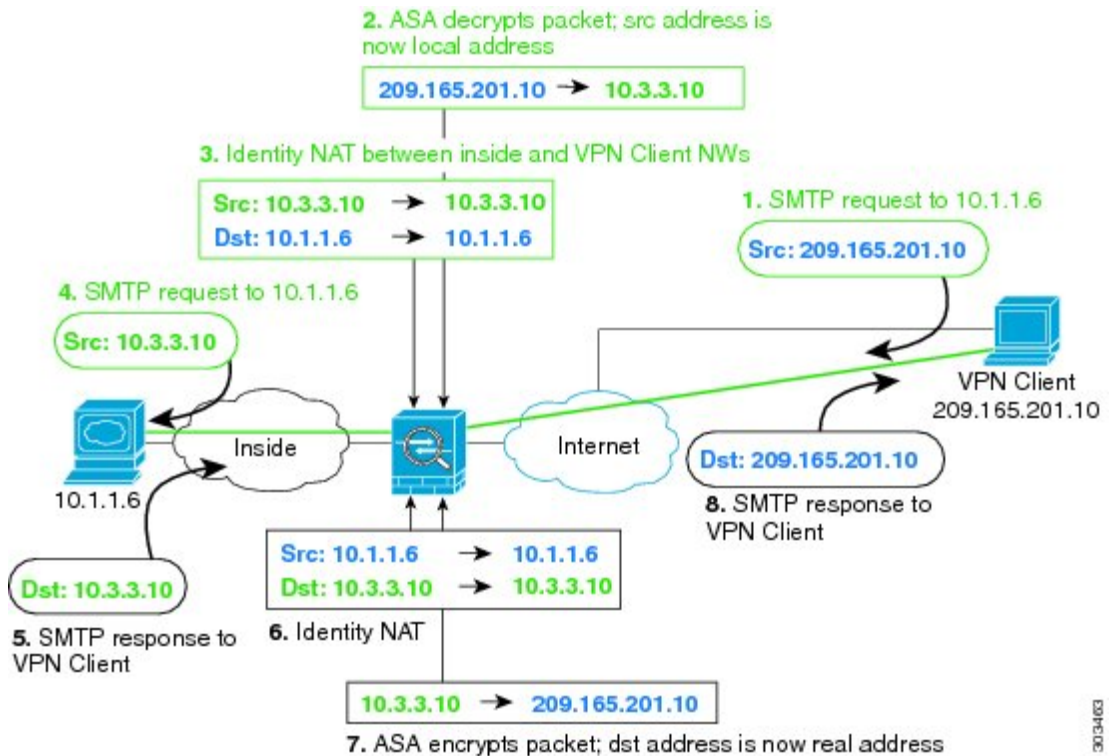 2. ASA decrypts packet; src address is
now local address
209.165.201.10 → 10.3.3.10
3. Identity NAT between inside and VPN Client NWs
Src: 10.3.3.10 → 10.3.3.10
Dst: 10.1.1.6 → 10.1.1.6
1. SMTP request to 10.1.1.6
Src: 209.165.201.10
4. SMTP request to 10.1.1.6
Src: 10.3.3.10
VPN Client
209.165.201.10
Inside
Internet
10.1.1.6
Dst: 209.165.201.10
8. SMTP response to
VPN Client
Src: 10.1.1.6 → 10.1.1.6
Dst: 10.3.3.10 → 10.3.3.10
Dst: 10.3.3.10
5. SMTP response to
VPN Client
6. Identity NAT
10.3.3.10 → 209.165.201.10
7. ASA encrypts packet; dst address is now real address
303463